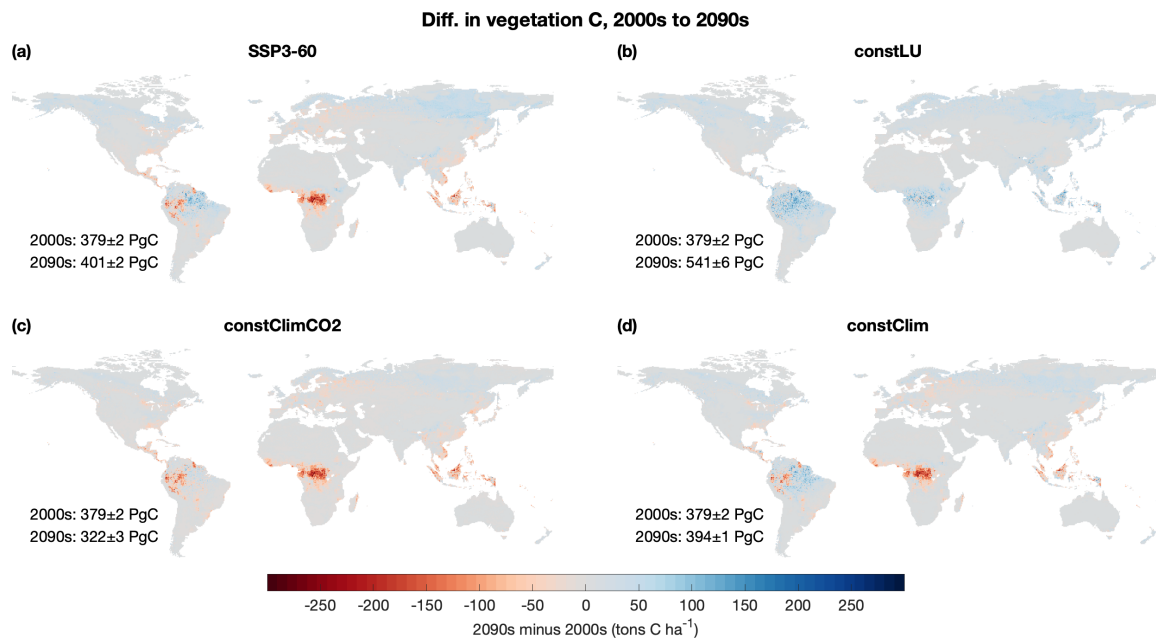 Diff. in vegetation C, 2000s to 2090s
(a) SSP3-60
2000s: 379±2 PgC
2090s: 401±2 PgC
(b) constLU
2000s: 379±2 PgC
2090s: 541±6 PgC
(c) constClimCO2
2000s: 379±2 PgC
2090s: 322±3 PgC
(d) constClim
2000s: 379±2 PgC
2090s: 394±1 PgC
-250 -200 -150 -100 -50 0 50 100 150 200 250
2090s minus 2000s (tons C ha⁻¹)